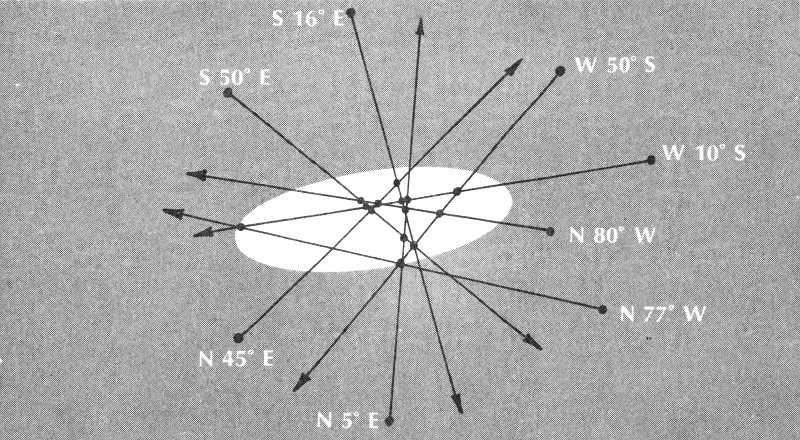 S 16° E
W 50° S
S 50° E
W 10° S
N 80° W
N 77° W
N 45° E
N 5° E